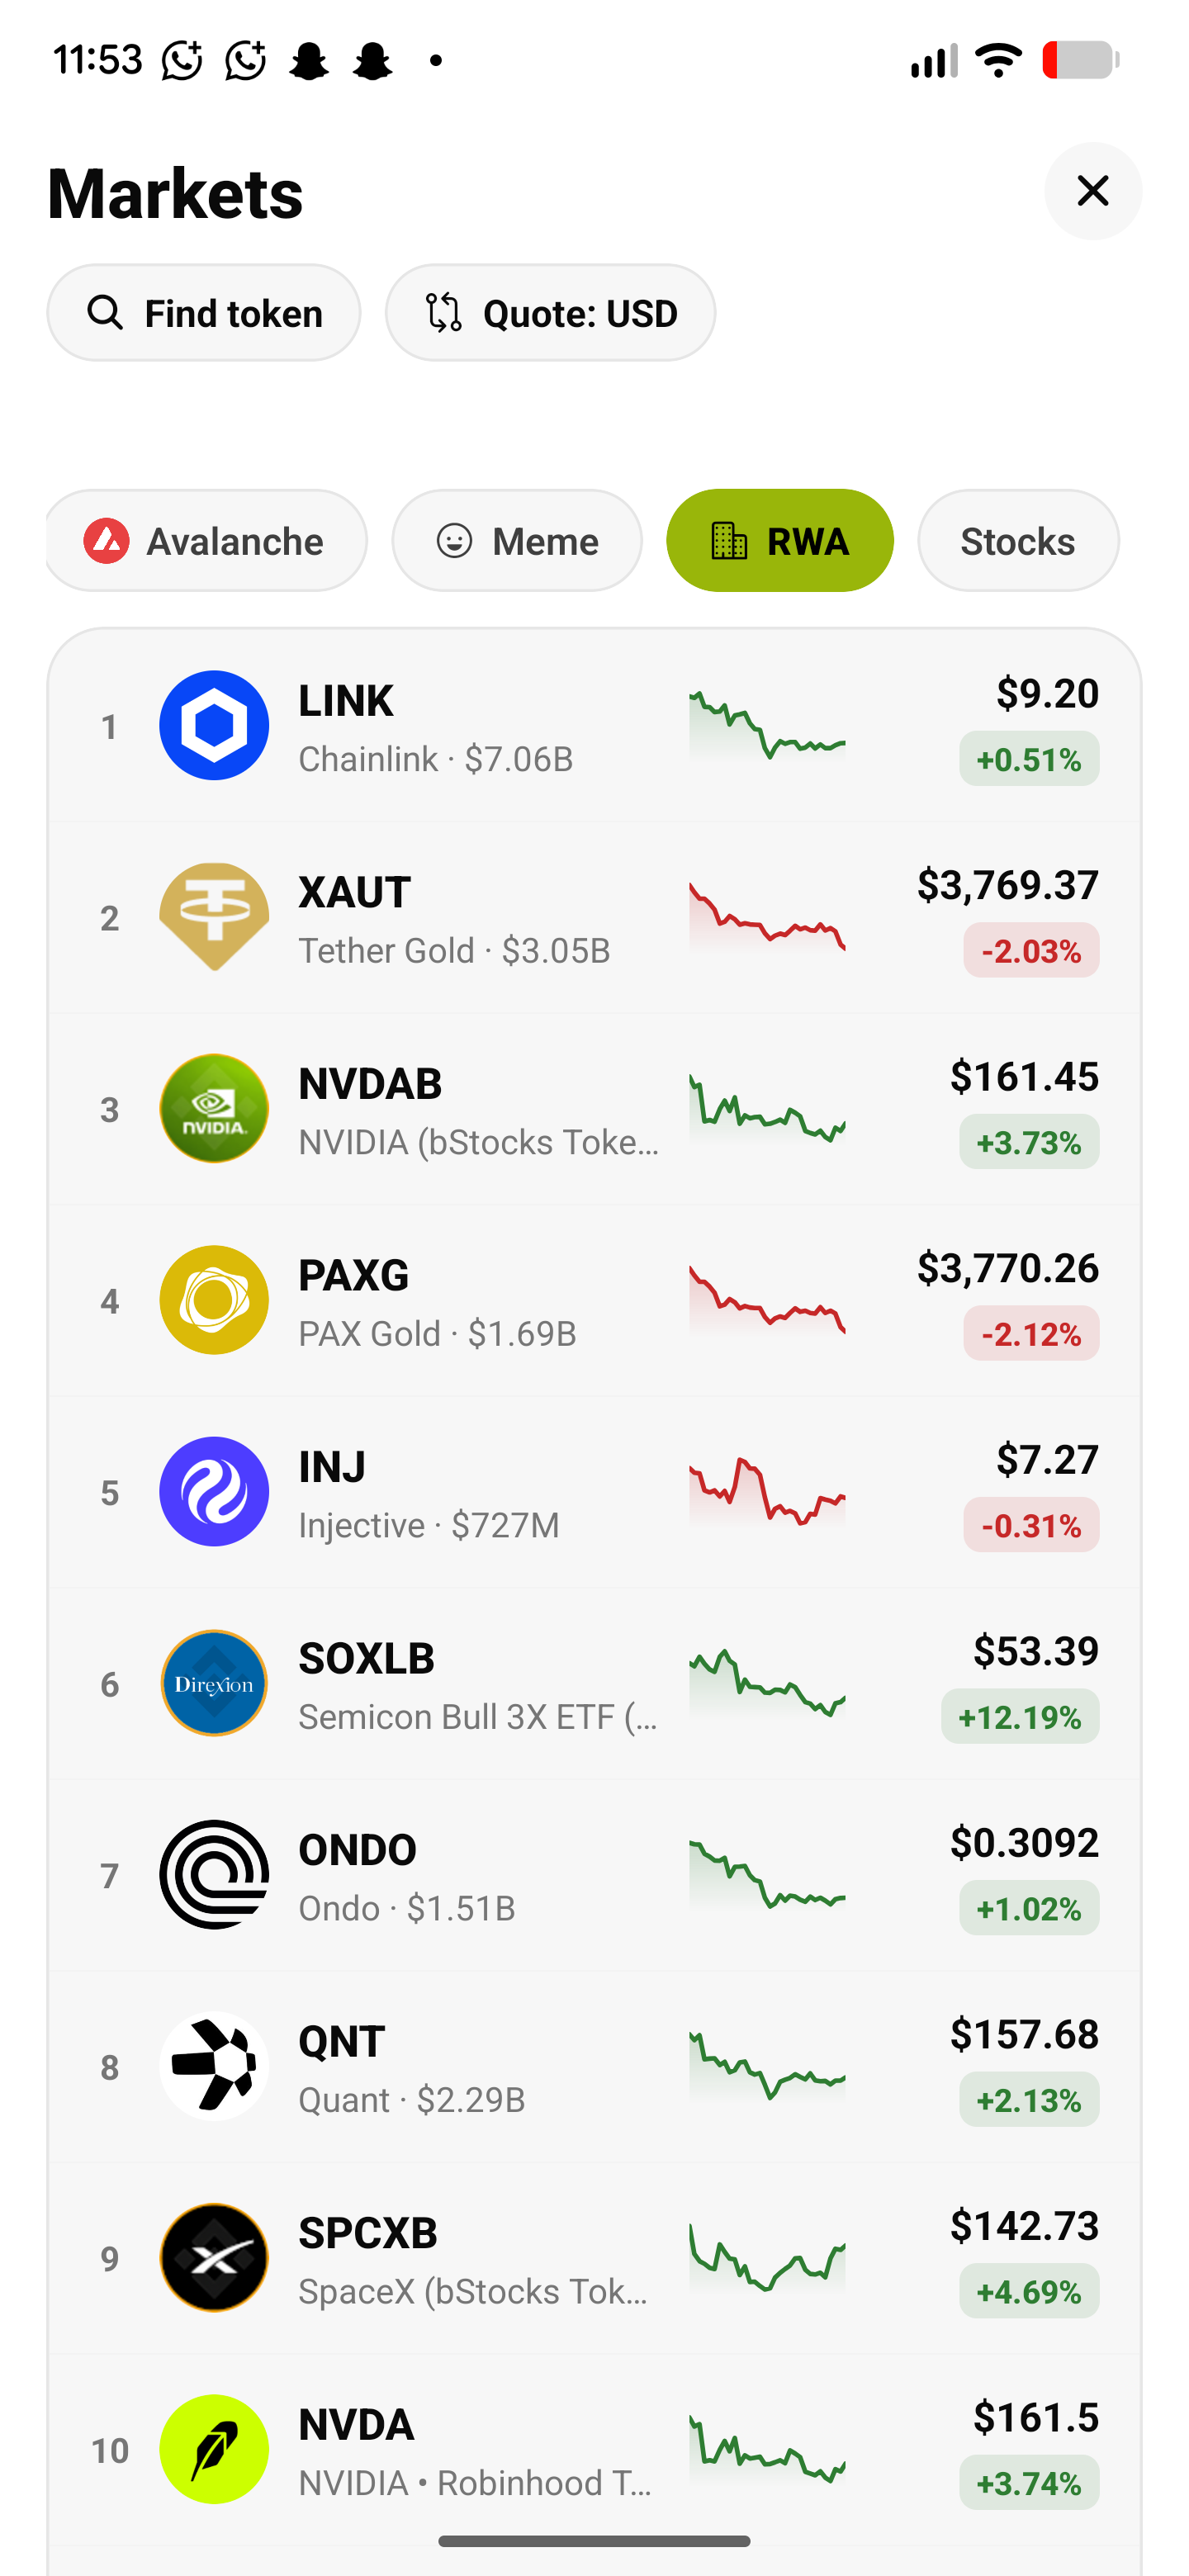 11:53
Markets
Find token
Quote: USD
Avalanche
Meme
RWA
Stocks
1
LINK
Chainlink · $7.06B
$9.20
+0.51%
2
XAUT
Tether Gold · $3.05B
$3,769.37
-2.03%
3
NVIDIA.
NVDAB
NVIDIA (bStocks Toke...
$161.45
+3.73%
4
PAXG
PAX Gold · $1.69B
$3,770.26
-2.12%
5
INJ
Injective · $727M
$7.27
-0.31%
6
Direxion
SOXLB
Semicon Bull 3X ETF (...
$53.39
+12.19%
7
ONDO
Ondo · $1.51B
$0.3092
+1.02%
8
QNT
Quant · $2.29B
$157.68
+2.13%
9
SPCXB
SpaceX (bStocks Tok...
$142.73
+4.69%
10
NVDA
NVIDIA • Robinhood T...
$161.5
+3.74%